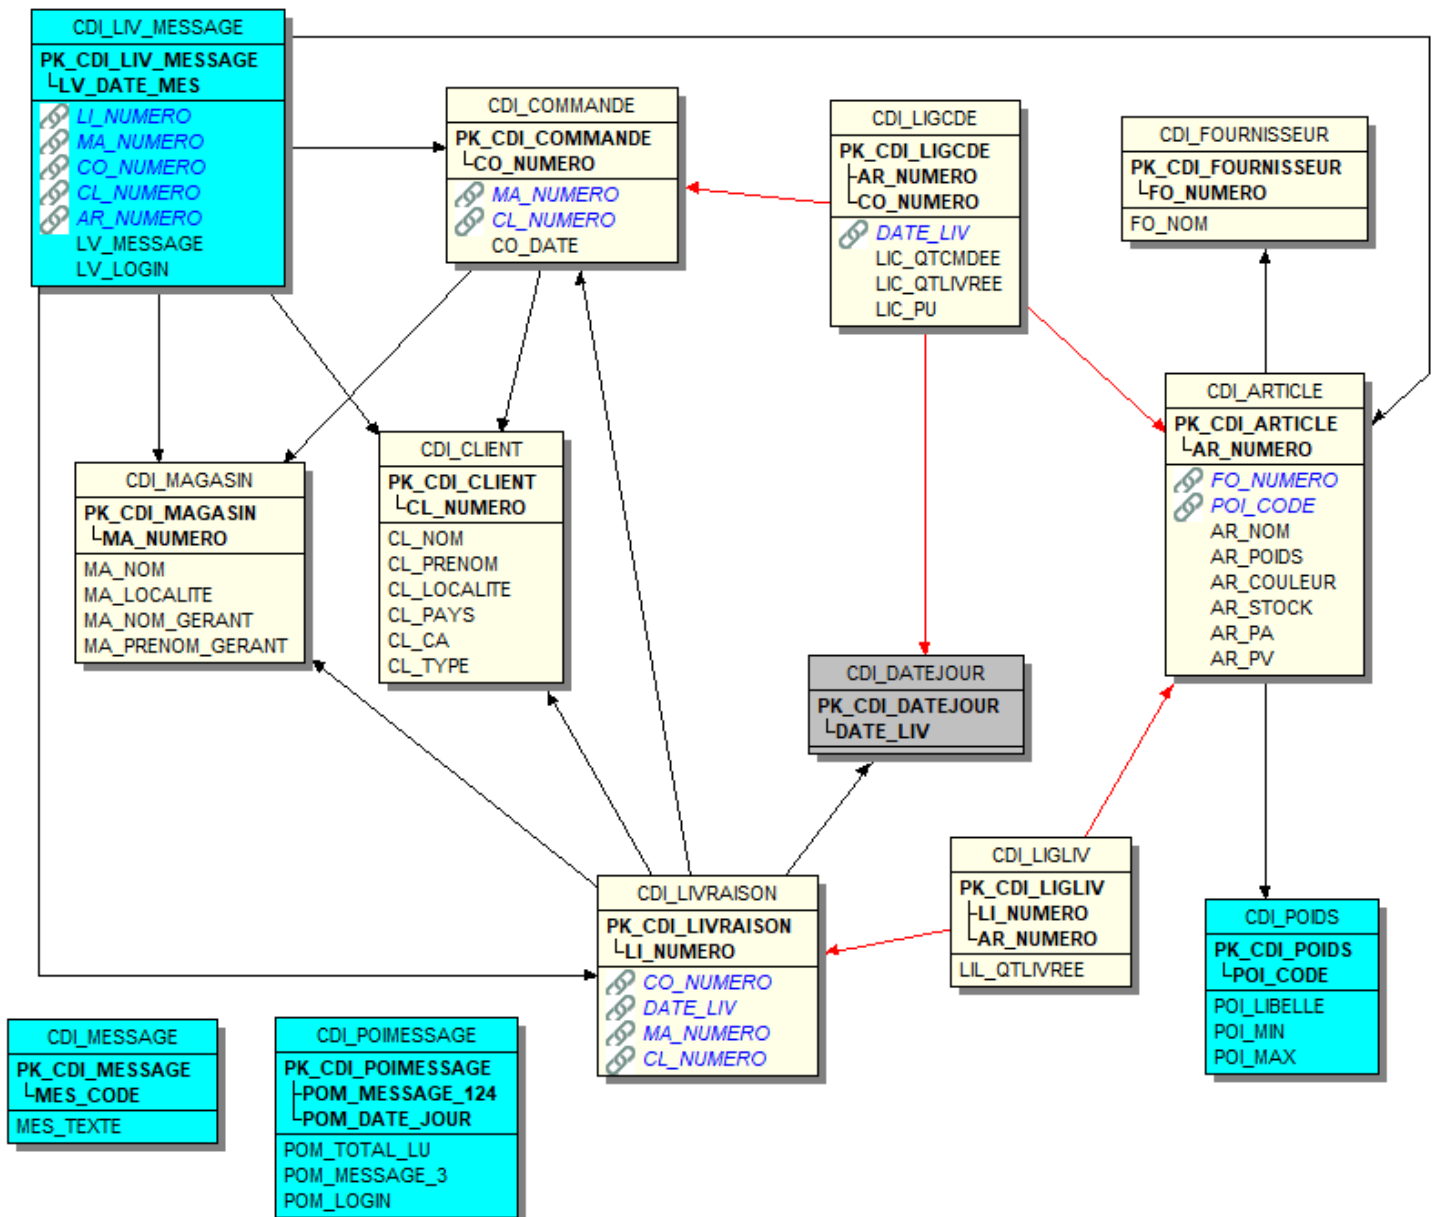 CDI_LIV_MESSAGE
PK_CDI_LIV_MESSAGE
LV_DATE_MES
LI_NUMERO
MA_NUMERO
CO_NUMERO
CL_NUMERO
AR_NUMERO
LV_MESSAGE
LV_LOGIN
CDI_COMMANDE
PK_CDI_COMMANDE
CO_NUMERO
MA_NUMERO
CL_NUMERO
CO_DATE
CDI_LIGCDE
PK_CDI_LIGCDE
AR_NUMERO
CO_NUMERO
DATE_LIV
LIC_QTCMDEE
LIC_QTLIVREE
LIC_PU
CDI_FOURNISSEUR
PK_CDI_FOURNISSEUR
FO_NUMERO
FO_NOM
CDI_MAGASIN
PK_CDI_MAGASIN
MA_NUMERO
MA_NOM
MA_LOCALITE
MA_NOM_GERANT
MA_PRENOM_GERANT
CDI_CLIENT
PK_CDI_CLIENT
CL_NUMERO
CL_NOM
CL_PRENOM
CL_LOCALITE
CL_PAYS
CL_CA
CL_TYPE
CDI_ARTICLE
PK_CDI_ARTICLE
AR_NUMERO
FO_NUMERO
POI_CODE
AR_NOM
AR_POIDS
AR_COULEUR
AR_STOCK
AR_PA
AR_PV
CDI_DATEJOUR
PK_CDI_DATEJOUR
DATE_LIV
CDI_LIVRAISON
PK_CDI_LIVRAISON
LI_NUMERO
CO_NUMERO
DATE_LIV
MA_NUMERO
CL_NUMERO
CDI_LIGLIV
PK_CDI_LIGLIV
LI_NUMERO
AR_NUMERO
LIL_QTLIVREE
CDI_POIDS
PK_CDI_POIDS
POI_CODE
POI_LIBELLE
POI_MIN
POI_MAX
CDI_MESSAGE
PK_CDI_MESSAGE
MES_CODE
MES_TEXTE
CDI_POIMESSAGE
PK_CDI_POIMESSAGE
POM_MESSAGE_124
POM_DATE_JOUR
POM_TOTAL_LU
POM_MESSAGE_3
POM_LOGIN